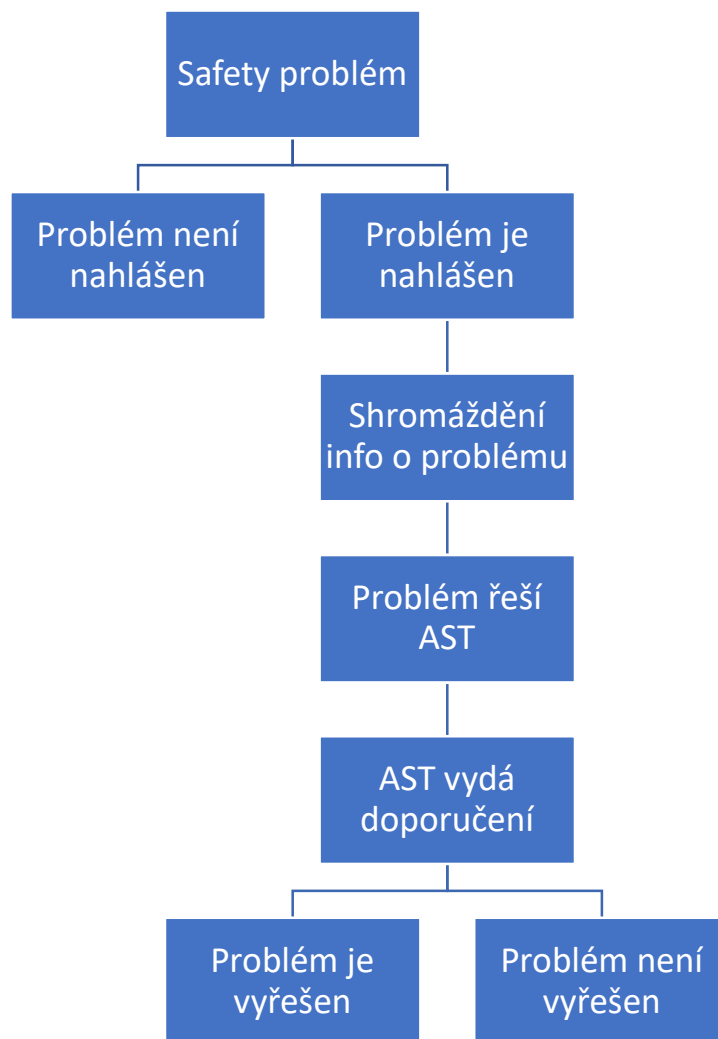 Safety problém
Problém není
nahlášen
Problém je
nahlášen
Shromáždění
info o problému
Problém řeší
AST
AST vydá
doporučení
Problém je
vyřešen
Problém není
vyřešen